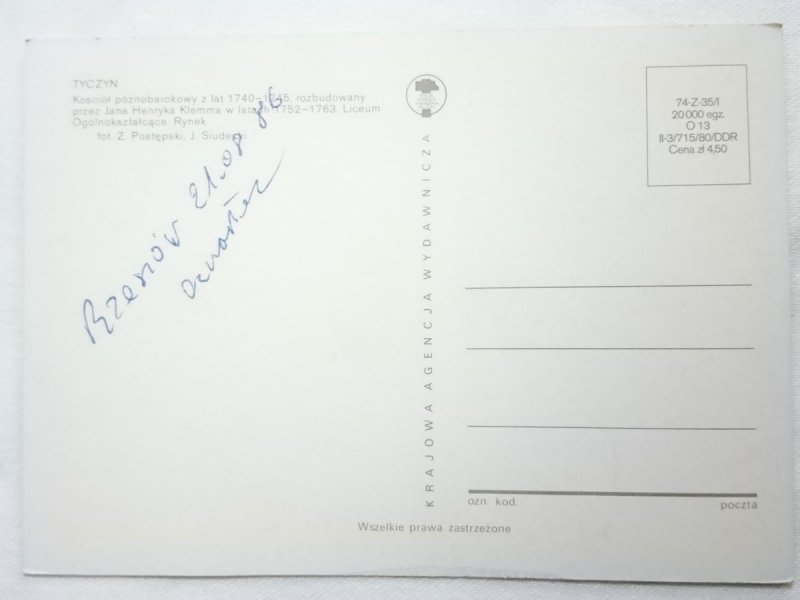 TYCZYN
Kościół późnobarokowy z lat 1740–1745, rozbudowany
przez Jana Henryka Klemma w latach 1752–1763. Liceum
Ogólnokształcące. Rynek
fot. Z. Postępski, J. Siudecki
Rzeszów 21.08 86
KRAJOWA AGENCJA WYDAWNICZA
74-Z-35/I
20 000 egz.
O 13
II-3/715/80/DDR
Cena zł 4,50
ozn. kod.
poczta
Wszelkie prawa zastrzeżone